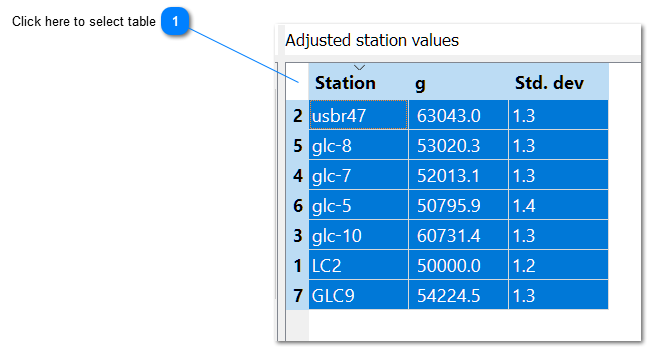 Click here to select table 1
Adjusted station values
Station g Std. dev
2 usbr47 63043.0 1.3
5 glc-8 53020.3 1.3
4 glc-7 52013.1 1.3
6 glc-5 50795.9 1.4
3 glc-10 60731.4 1.3
1 LC2 50000.0 1.2
7 GLC9 54224.5 1.3